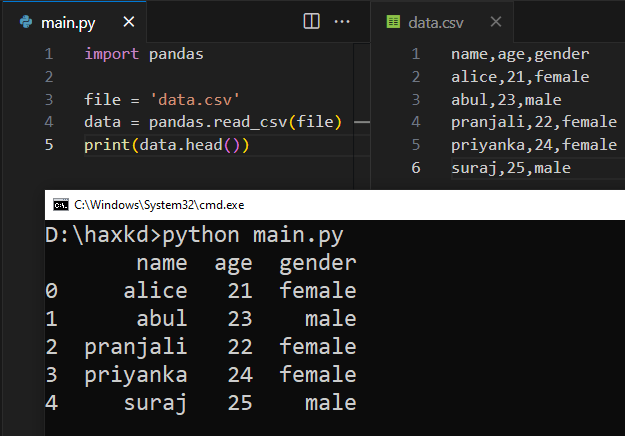 main.py
1 import pandas
2
3 file = 'data.csv'
4 data = pandas.read_csv(file)
5 print(data.head())
data.csv
1 name,age,gender
2 alice,21,female
3 abul,23,male
4 pranjali,22,female
5 priyanka,24,female
6 suraj,25,male
C:\Windows\System32\cmd.exe
D:\haxkd>python main.py
name age gender
0 alice 21 female
1 abul 23 male
2 pranjali 22 female
3 priyanka 24 female
4 suraj 25 male